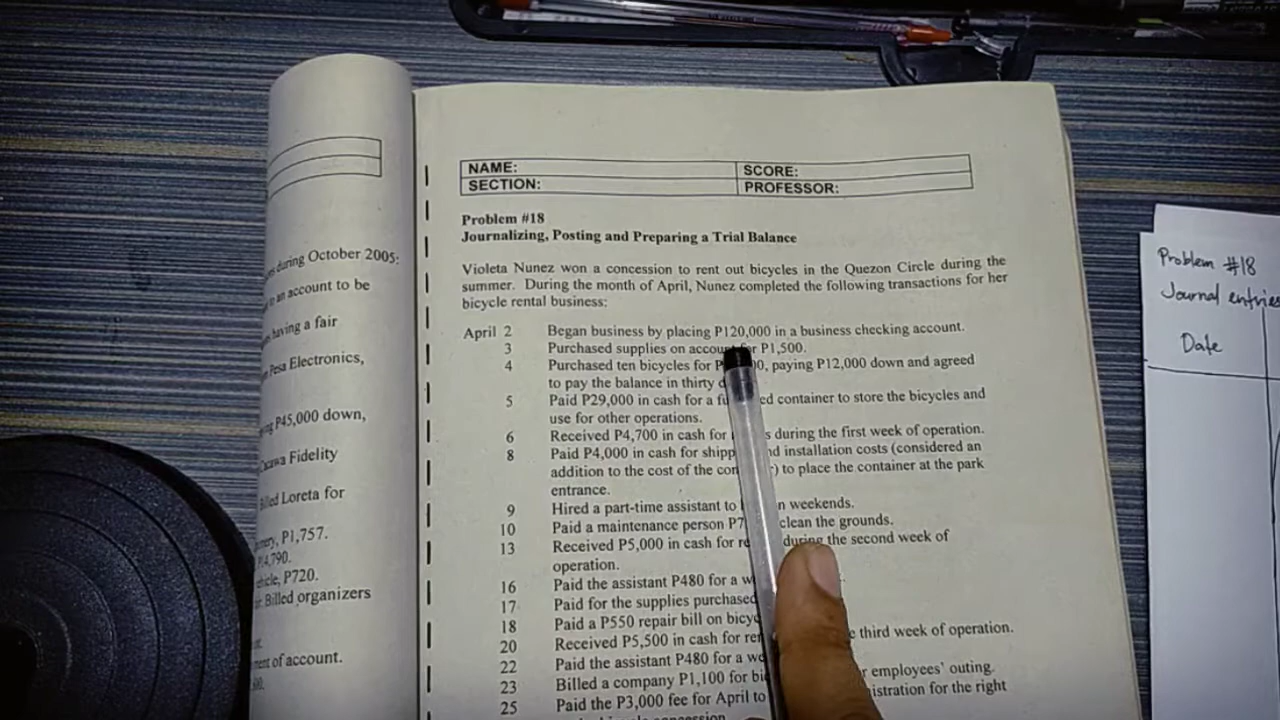 during October 2005:
an account to be
having a fair
Pesa Electronics,
P45,000 down,
Fidelity
Billed Loreta for
P1,757.
P14,790.
vehicle, P720.
Billed organizers
ment of account.
NAME:
SCORE:
SECTION:
PROFESSOR:
Problem #18
Journalizing, Posting and Preparing a Trial Balance
Violeta Nunez won a concession to rent out bicycles in the Quezon Circle during the
summer. During the month of April, Nunez completed the following transactions for her
bicycle rental business:
April 2 Began business by placing P120,000 in a business checking account.
3 Purchased supplies on account for P1,500.
4 Purchased ten bicycles for paying P12,000 down and agreed
to pay the balance in thirty
5 Paid P29,000 in cash for a container to store the bicycles and
use for other operations.
6 Received P4,700 in cash for during the first week of operation.
8 Paid P4,000 in cash for and installation costs (considered an
addition to the cost of the to place the container at the park
entrance.
9 Hired a part-time assistant to weekends.
10 Paid a maintenance person clean the grounds.
13 Received P5,000 in cash for during the second week of
operation.
16 Paid the assistant P480 for a
17 Paid for the supplies purchased
18 Paid a P550 repair bill on
20 Received P5,500 in cash for third week of operation.
22 Paid the assistant P480 for a
23 Billed a company P1,100 for employees' outing.
25 Paid the P3,000 fee for April to for the right
concession
Problem #18
Journal entries
Date